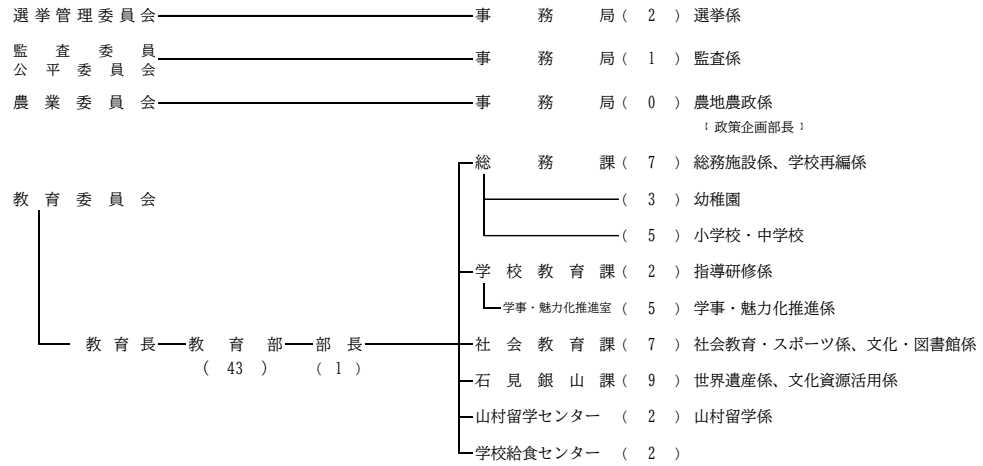 選挙管理委員会 事務局 ( 2 ) 選挙係
監査委員
公平委員会 事務局 ( 1 ) 監査係
農業委員会 事務局 ( 0 ) 農地農政係
〔政策企画部長〕
総務課 ( 7 ) 総務施設係、学校再編係
教育委員会 ( 3 ) 幼稚園
( 5 ) 小学校・中学校
学校教育課 ( 2 ) 指導研修係
学事・魅力化推進室 ( 5 ) 学事・魅力化推進係
教育長 教育部 部長 社会教育課 ( 7 ) 社会教育・スポーツ係、文化・図書館係
( 43 ) ( 1 )
石見銀山課 ( 9 ) 世界遺産係、文化資源活用係
山村留学センター ( 2 ) 山村留学係
学校給食センター ( 2 )